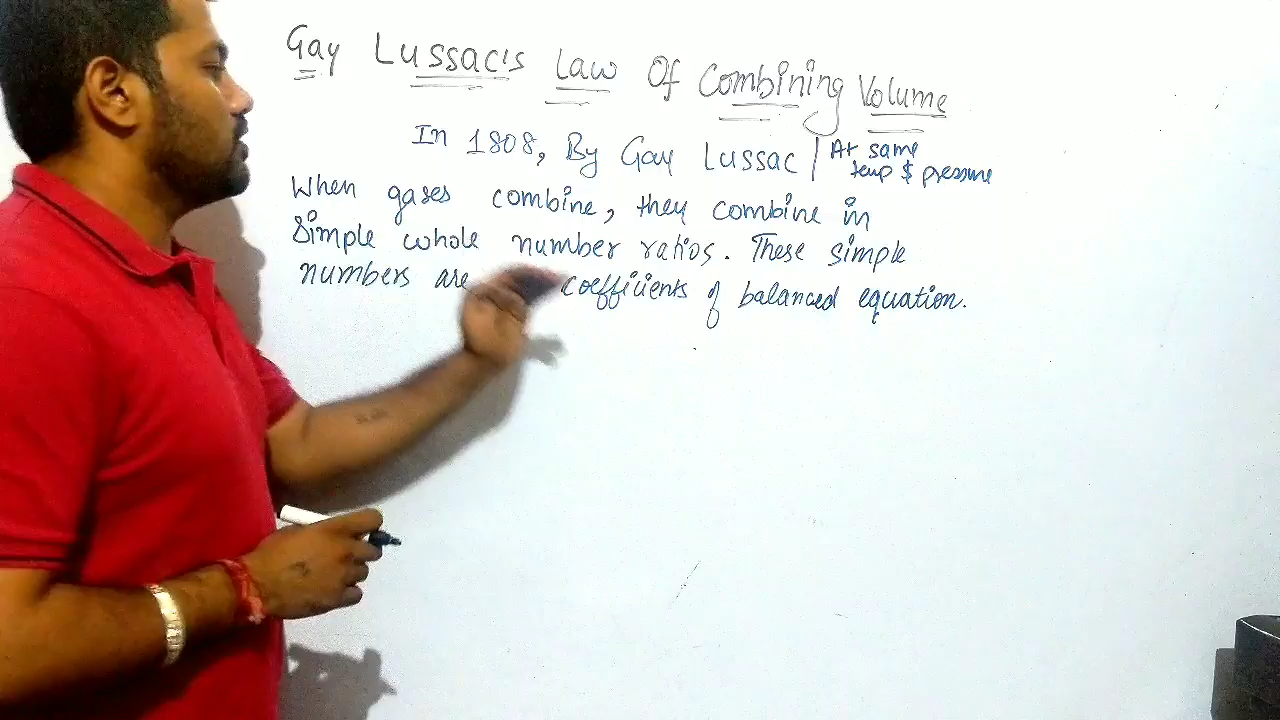 Gay Lussac's Law Of Combining Volume
In 1808, By Gay Lussac | At same
temp & pressure
When gases combine, they combine in
Simple whole number ratios. These simple
numbers are coefficients of balanced equation.